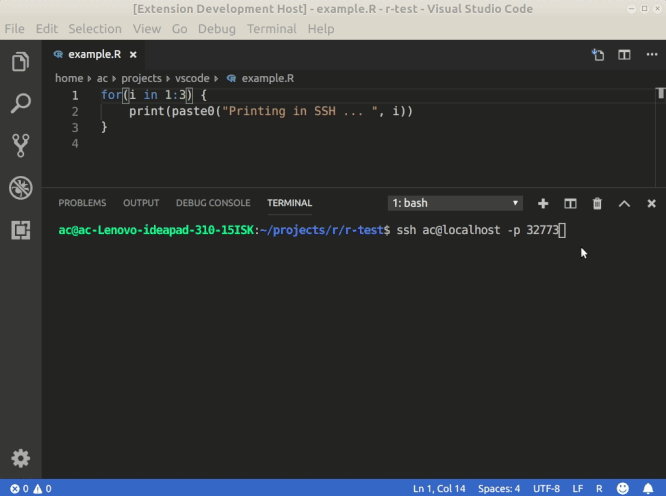 [Extension Development Host] - example.R - r-test - Visual Studio Code
File Edit Selection View Go Debug Terminal Help
example.R
home ac projects vscode example.R
1 for(i in 1:3) {
2 print(paste0("Printing in SSH ... ", i))
3 }
4
PROBLEMS OUTPUT DEBUG CONSOLE TERMINAL 1: bash
ac@ac-Lenovo-ideapad-310-15ISK:~/projects/r/r-test$ ssh ac@localhost -p 32773
0 0 Ln 1, Col 14 Spaces: 4 UTF-8 LF R